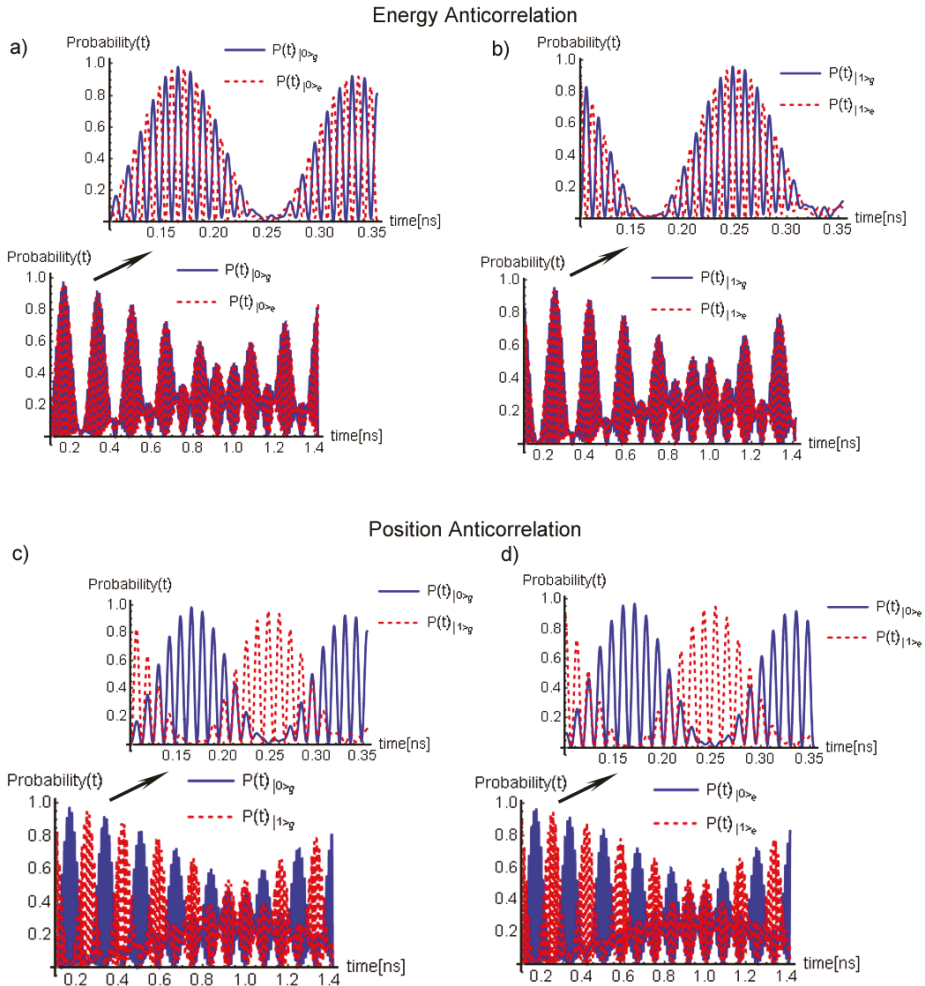 Energy Anticorrelation
a)
Probability(t)
P(t)|0>g
P(t)|0>e
1.0
0.8
0.6
0.4
0.2
0.15 0.20 0.25 0.30 0.35
time[ns]
Probability(t)
P(t)|0>g
P(t)|0>e
1.0
0.8
0.6
0.4
0.2
0.2 0.4 0.6 0.8 1.0 1.2 1.4
time[ns]
b)
Probability(t)
P(t)|1>g
P(t)|1>e
1.0
0.8
0.6
0.4
0.2
0.15 0.20 0.25 0.30 0.35
time[ns]
Probability(t)
P(t)|1>g
P(t)|1>e
1.0
0.8
0.6
0.4
0.2
0.2 0.4 0.6 0.8 1.0 1.2 1.4
time[ns]
Position Anticorrelation
c)
Probability(t)
P(t)|0>g
P(t)|1>g
1.0
0.8
0.6
0.4
0.2
0.15 0.20 0.25 0.30 0.35
time[ns]
Probability(t)
P(t)|0>g
P(t)|1>g
1.0
0.8
0.6
0.4
0.2
0.2 0.4 0.6 0.8 1.0 1.2 1.4
time[ns]
d)
Probability(t)
P(t)|0>e
P(t)|1>e
1.0
0.8
0.6
0.4
0.2
0.15 0.20 0.25 0.30 0.35
time[ns]
Probability(t)
P(t)|0>e
P(t)|1>e
1.0
0.8
0.6
0.4
0.2
0.2 0.4 0.6 0.8 1.0 1.2 1.4
time[ns]